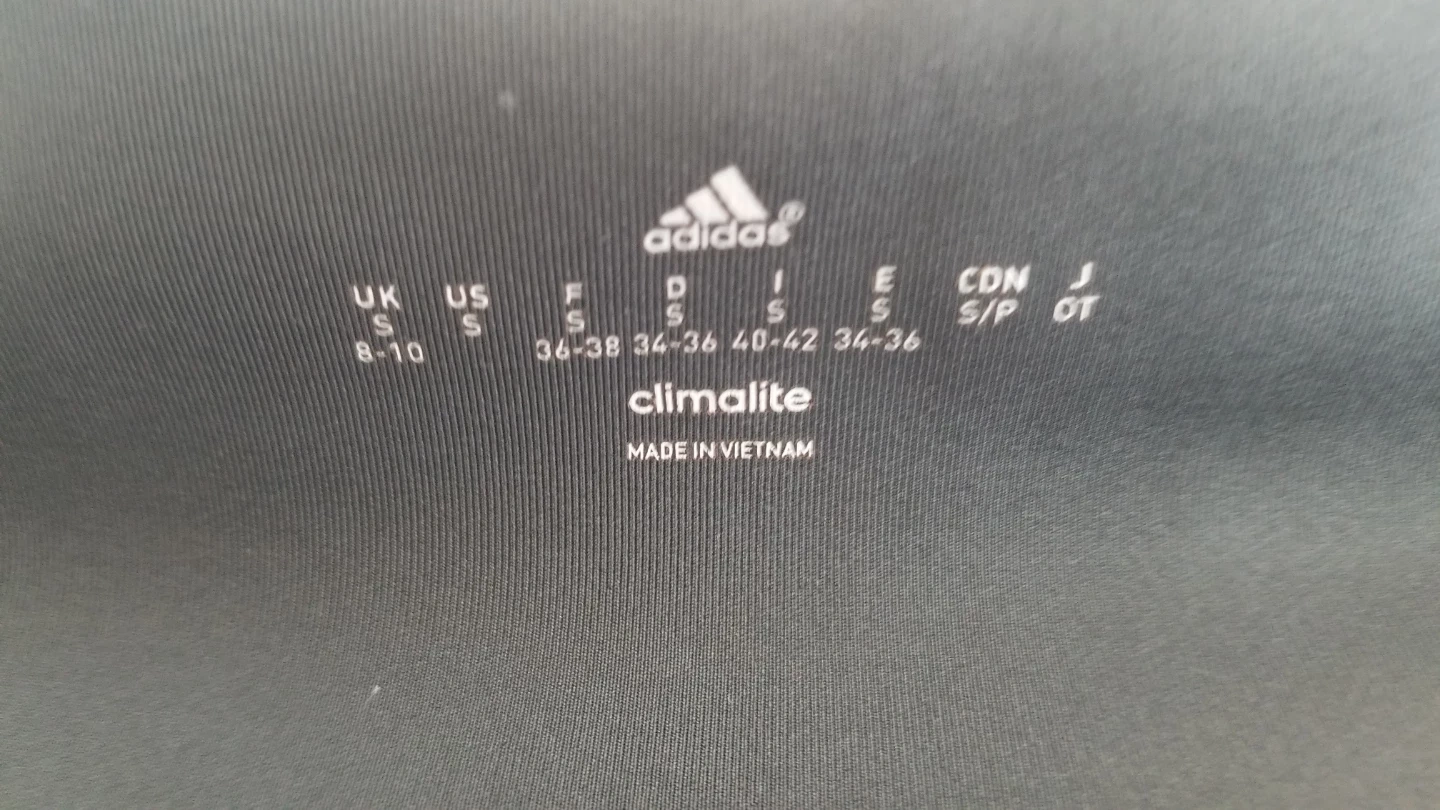 adidas®
UK US F D I E CDN J
S S S S S S S/P OT
8-10 36-38 34-36 40-42 34-36
climalite
MADE IN VIETNAM